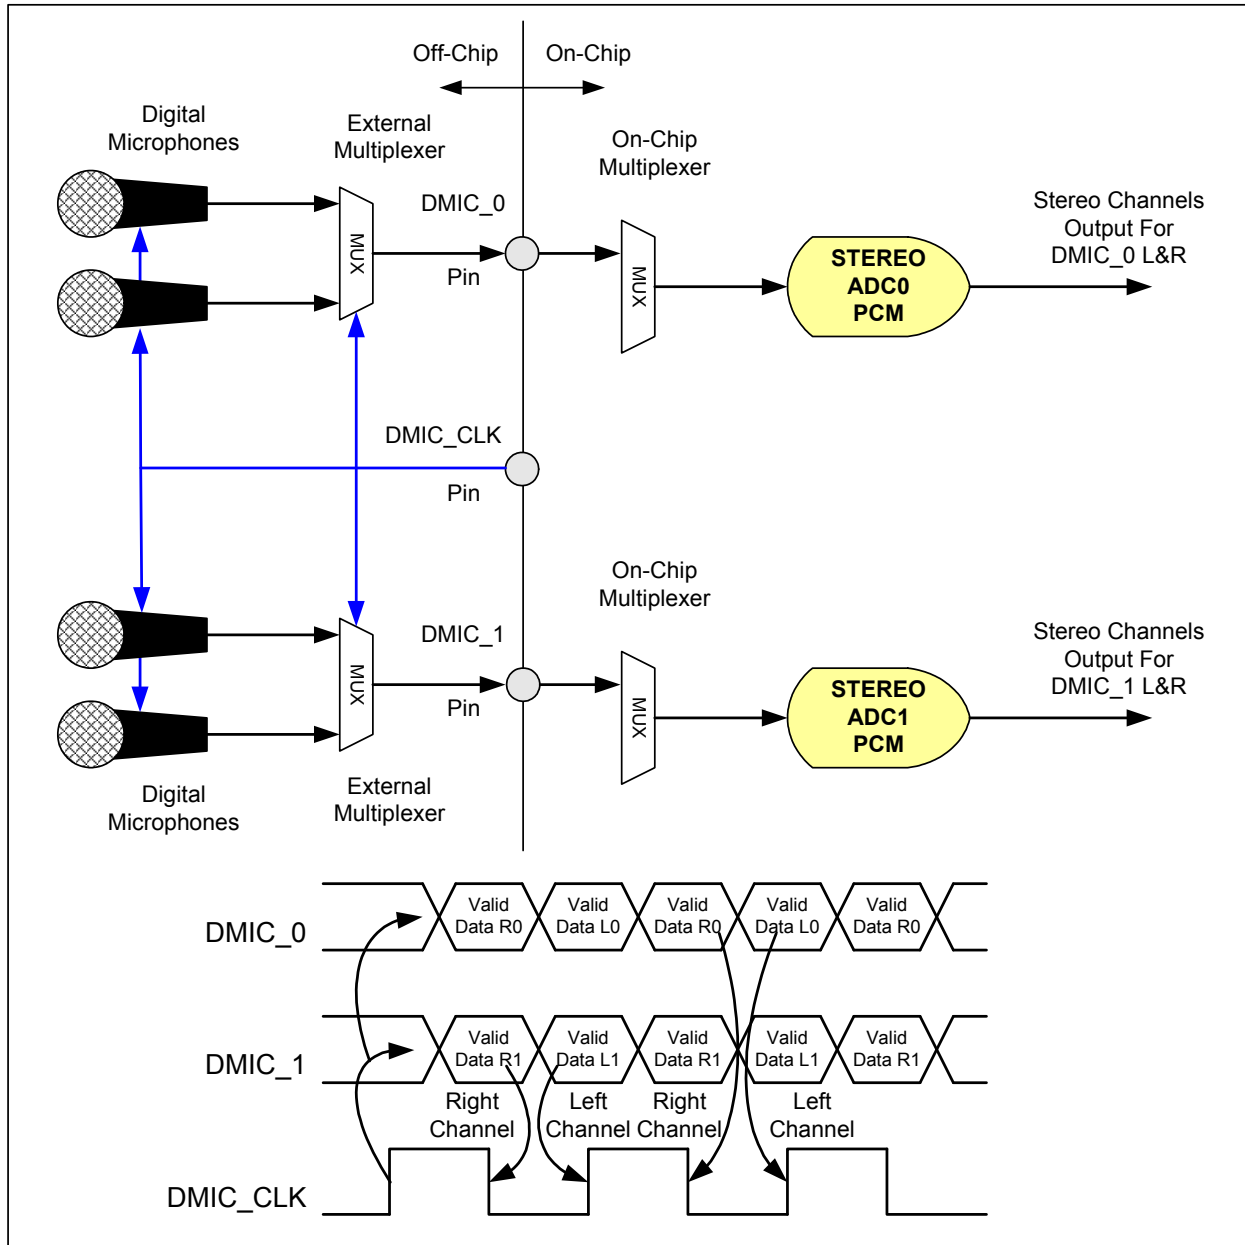 Off-Chip
On-Chip
Digital
Microphones
External
Multiplexer
On-Chip
Multiplexer
DMIC_0
Pin
MUX
MUX
STEREO
ADC0
PCM
Stereo Channels
Output For
DMIC_0 L&R
DMIC_CLK
Pin
On-Chip
Multiplexer
DMIC_1
Pin
MUX
MUX
STEREO
ADC1
PCM
Stereo Channels
Output For
DMIC_1 L&R
Digital
Microphones
External
Multiplexer
DMIC_0
Valid
Data R0
Valid
Data L0
Valid
Data R0
Valid
Data L0
Valid
Data R0
DMIC_1
Valid
Data R1
Valid
Data L1
Valid
Data R1
Valid
Data L1
Valid
Data R1
Right
Channel
Left
Channel
Right
Channel
Left
Channel
DMIC_CLK